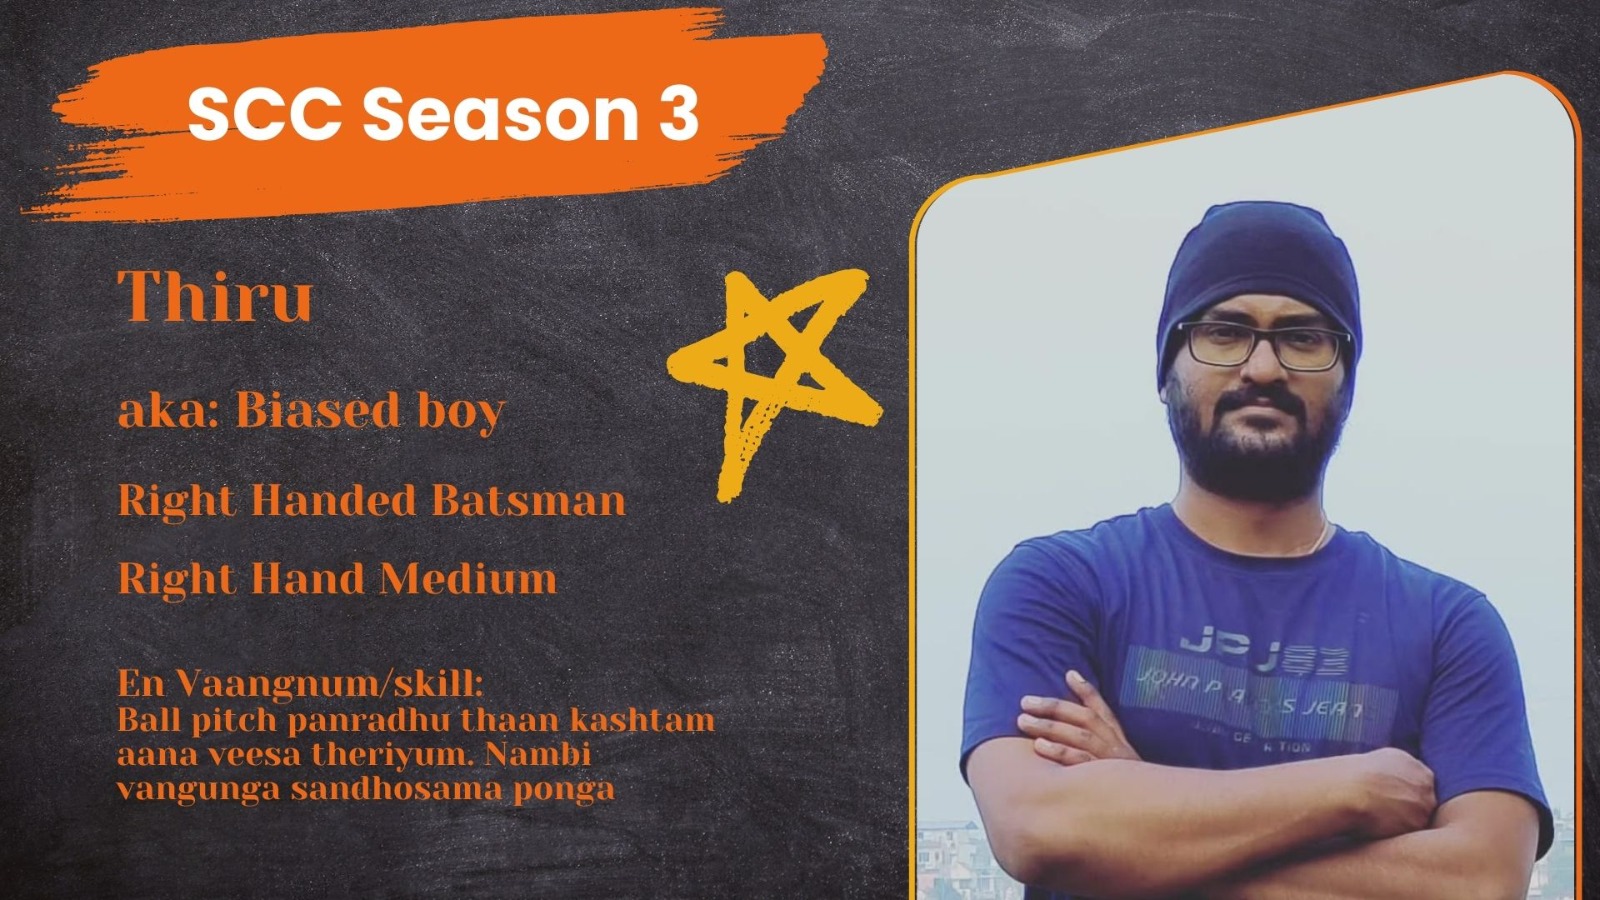 SCC Season 3
Thiru
aka: Biased boy
Right Handed Batsman
Right Hand Medium
En Vaangnum/skill:
Ball pitch panradhu thaan kashtam
aana veesa theriyum. Nambi
vangunga sandhosama ponga